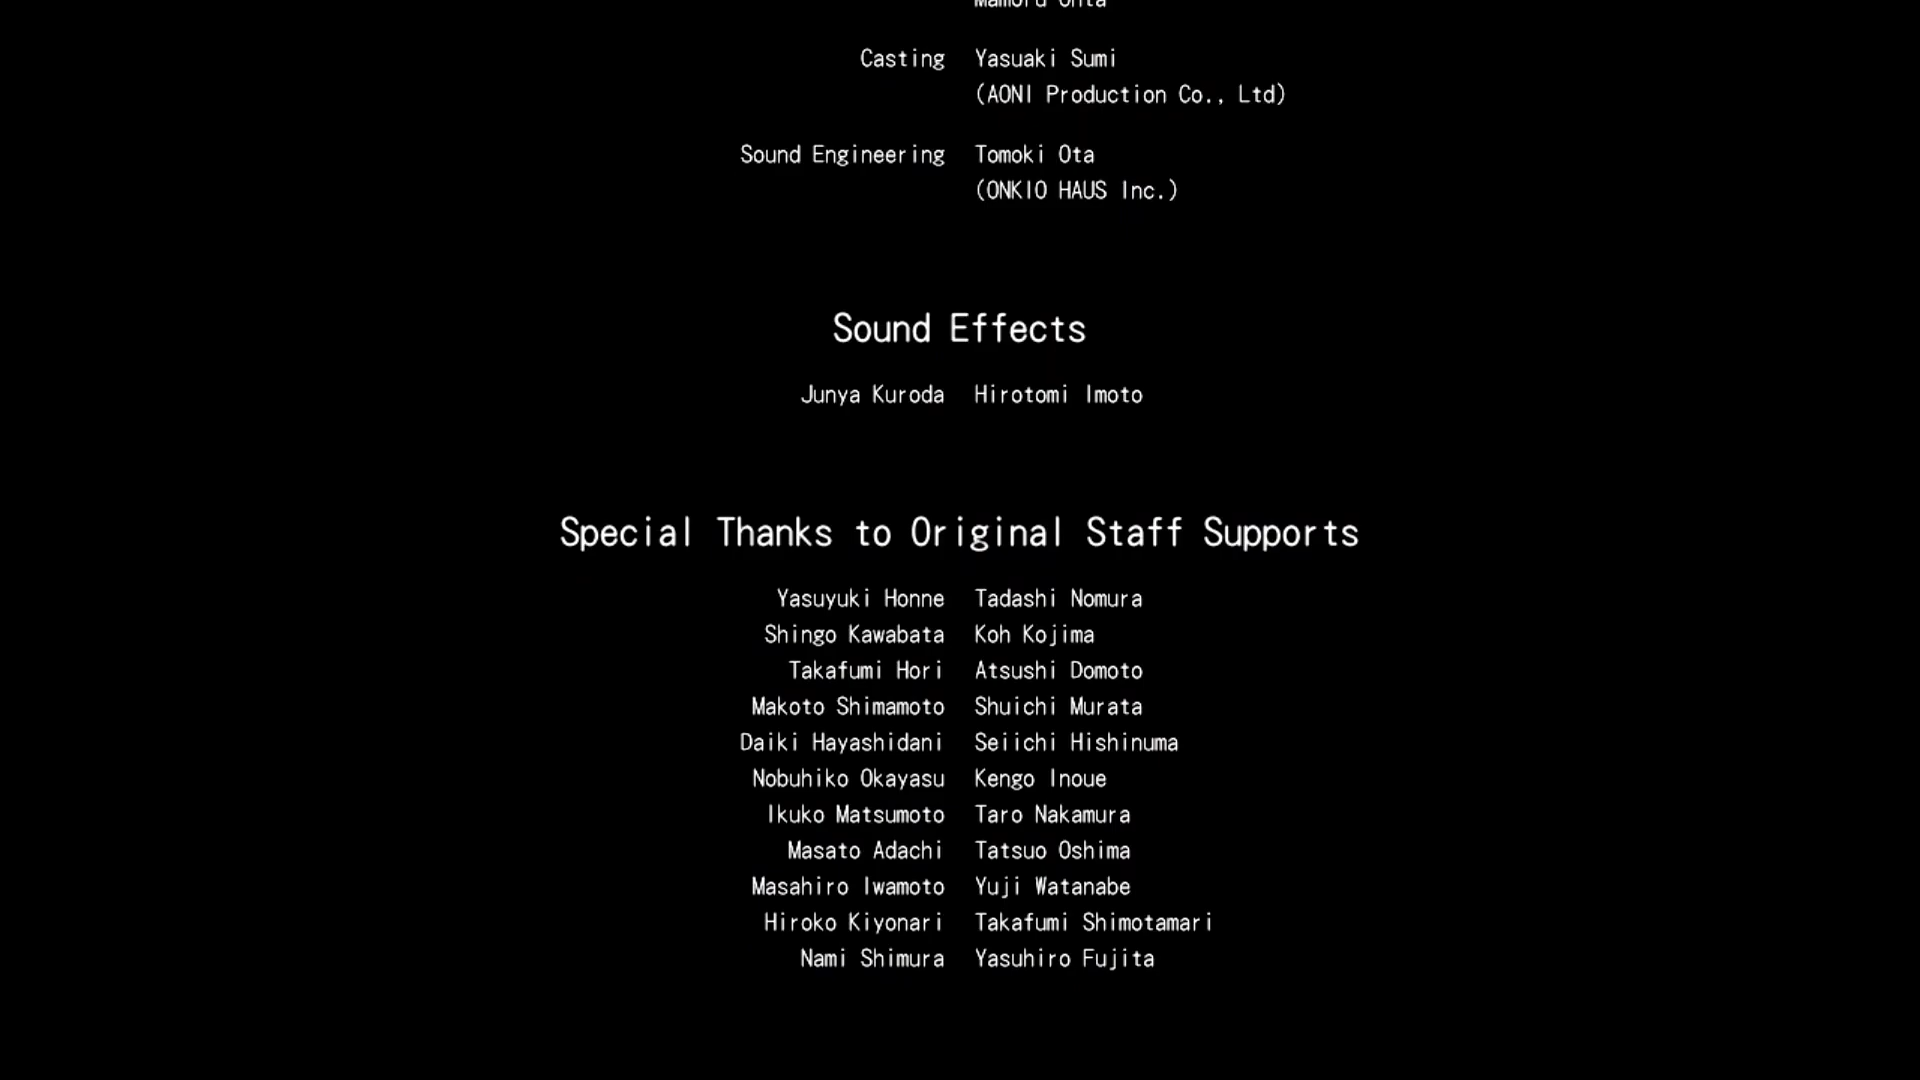 Casting Yasuaki Sumi
(AONI Production Co., Ltd)
Sound Engineering Tomoki Ota
(ONKIO HAUS Inc.)
Sound Effects
Junya Kuroda Hirotomi Imoto
Special Thanks to Original Staff Supports
Yasuyuki Honne Tadashi Nomura
Shingo Kawabata Koh Kojima
Takafumi Hori Atsushi Domoto
Makoto Shimamoto Shuichi Murata
Daiki Hayashidani Seiichi Hishinuma
Nobuhiko Okayasu Kengo Inoue
Ikuko Matsumoto Taro Nakamura
Masato Adachi Tatsuo Oshima
Masahiro Iwamoto Yuji Watanabe
Hiroko Kiyonari Takafumi Shimotamari
Nami Shimura Yasuhiro Fujita